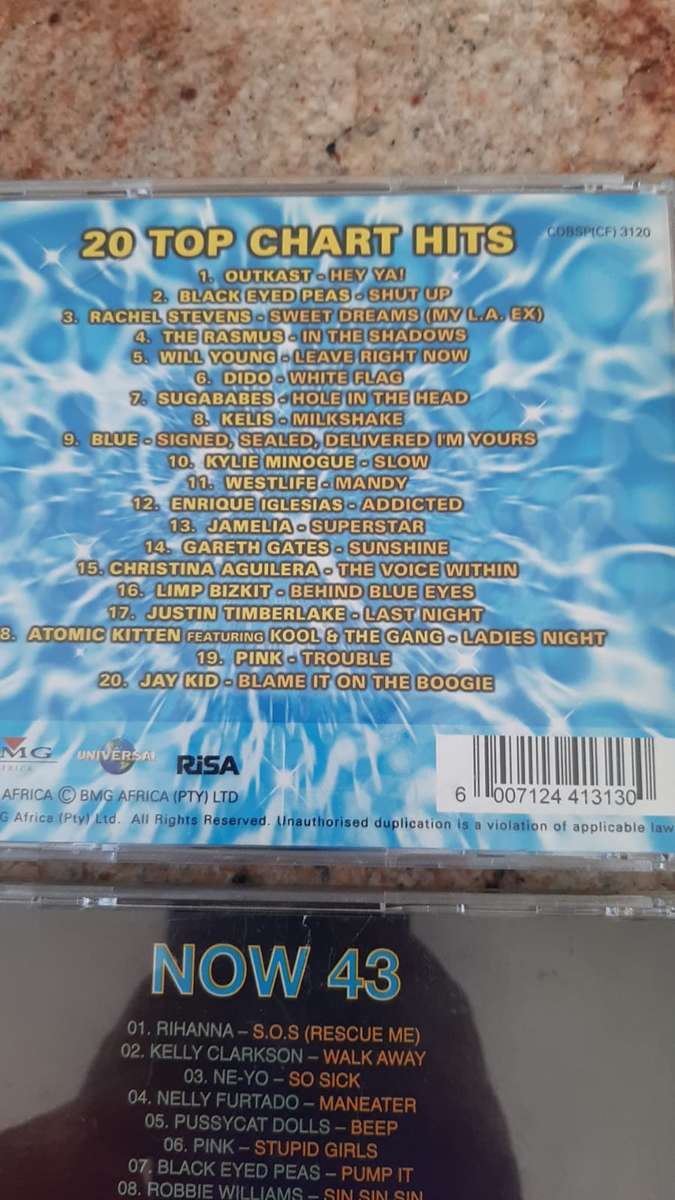 20 TOP CHART HITS
CDBSP(CF) 3120
1. OUTKAST - HEY YA!
2. BLACK EYED PEAS - SHUT UP
3. RACHEL STEVENS - SWEET DREAMS (MY L.A. EX)
4. THE RASMUS - IN THE SHADOWS
5. WILL YOUNG - LEAVE RIGHT NOW
6. DIDO - WHITE FLAG
7. SUGABABES - HOLE IN THE HEAD
8. KELIS - MILKSHAKE
9. BLUE - SIGNED, SEALED, DELIVERED I'M YOURS
10. KYLIE MINOGUE - SLOW
11. WESTLIFE - MANDY
12. ENRIQUE IGLESIAS - ADDICTED
13. JAMELIA - SUPERSTAR
14. GARETH GATES - SUNSHINE
15. CHRISTINA AGUILERA - THE VOICE WITHIN
16. LIMP BIZKIT - BEHIND BLUE EYES
17. JUSTIN TIMBERLAKE - LAST NIGHT
8. ATOMIC KITTEN FEATURING KOOL & THE GANG - LADIES NIGHT
19. PINK - TROUBLE
20. JAY KID - BLAME IT ON THE BOOGIE
MG
UNIVERSAL
RiSA
AFRICA © BMG AFRICA (PTY) LTD
G Africa (Pty) Ltd. All Rights Reserved. Unauthorised duplication is a violation of applicable law
6 007124 413130
NOW 43
01. RIHANNA – S.O.S (RESCUE ME)
02. KELLY CLARKSON – WALK AWAY
03. NE-YO – SO SICK
04. NELLY FURTADO – MANEATER
05. PUSSYCAT DOLLS – BEEP
06. PINK – STUPID GIRLS
07. BLACK EYED PEAS – PUMP IT
08. ROBBIE WILLIAMS – SIN SIN SIN